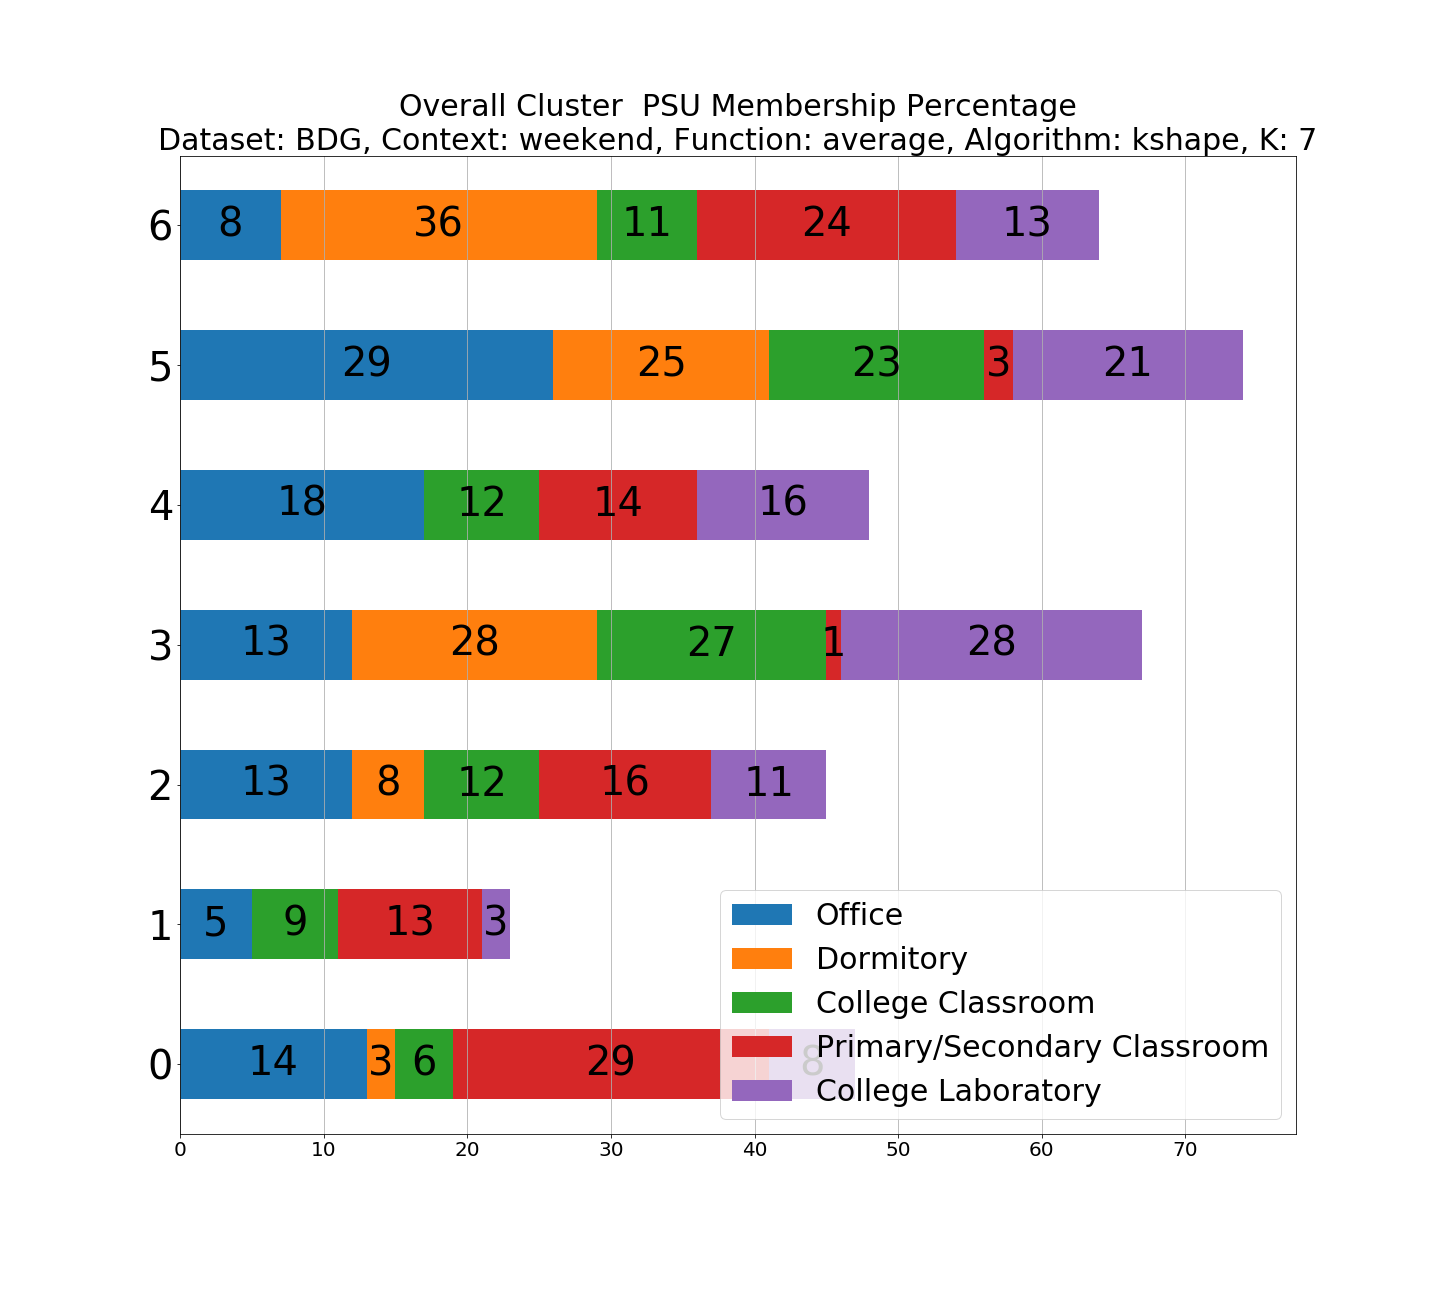 Overall Cluster  PSU Membership Percentage
Dataset: BDG, Context: weekend, Function: average, Algorithm: kshape, K: 7
6 8 36 11 24 13
5 29 25 23 3 21
4 18 12 14 16
3 13 28 27 1 28
2 13 8 12 16 11
1 5 9 13 3
0 14 3 6 29 8
Office
Dormitory
College Classroom
Primary/Secondary Classroom
College Laboratory
0 10 20 30 40 50 60 70